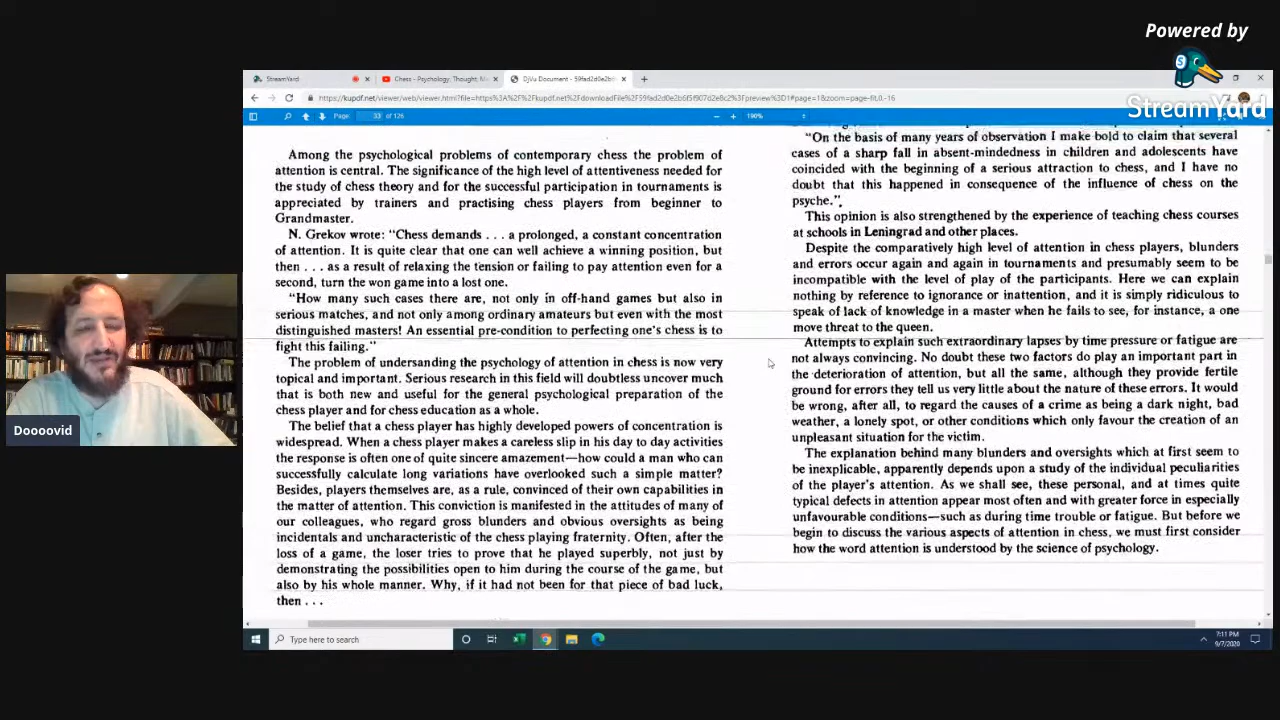 Powered by
StreamYard
StreamYard
Chess - Psychology, Thought, M
DjVu Document - 59fad2d0e2b6
Page:
33 of 126
190%
Among the psychological problems of contemporary chess the problem of
attention is central. The significance of the high level of attentiveness needed for
the study of chess theory and for the successful participation in tournaments is
appreciated by trainers and practising chess players from beginner to
Grandmaster.
N. Grekov wrote: “Chess demands . . . a prolonged, a constant concentration
of attention. It is quite clear that one can well achieve a winning position, but
then . . . as a result of relaxing the tension or failing to pay attention even for a
second, turn the won game into a lost one.
“How many such cases there are, not only in off-hand games but also in
serious matches, and not only among ordinary amateurs but even with the most
distinguished masters! An essential pre-condition to perfecting one's chess is to
fight this failing.”
The problem of undersanding the psychology of attention in chess is now very
topical and important. Serious research in this field will doubtless uncover much
that is both new and useful for the general psychological preparation of the
chess player and for chess education as a whole.
The belief that a chess player has highly developed powers of concentration is
widespread. When a chess player makes a careless slip in his day to day activities
the response is often one of quite sincere amazement—how could a man who can
successfully calculate long variations have overlooked such a simple matter?
Besides, players themselves are, as a rule, convinced of their own capabilities in
the matter of attention. This conviction is manifested in the attitudes of many of
our colleagues, who regard gross blunders and obvious oversights as being
incidentals and uncharacteristic of the chess playing fraternity. Often, after the
loss of a game, the loser tries to prove that he played superbly, not just by
demonstrating the possibilities open to him during the course of the game, but
also by his whole manner. Why, if it had not been for that piece of bad luck,
then . . .
“On the basis of many years of observation I make bold to claim that several
cases of a sharp fall in absent-mindedness in children and adolescents have
coincided with the beginning of a serious attraction to chess, and I have no
doubt that this happened in consequence of the influence of chess on the
psyche.”
This opinion is also strengthened by the experience of teaching chess courses
at schools in Leningrad and other places.
Despite the comparatively high level of attention in chess players, blunders
and errors occur again and again in tournaments and presumably seem to be
incompatible with the level of play of the participants. Here we can explain
nothing by reference to ignorance or inattention, and it is simply ridiculous to
speak of lack of knowledge in a master when he fails to see, for instance, a one
move threat to the queen.
Attempts to explain such extraordinary lapses by time pressure or fatigue are
not always convincing. No doubt these two factors do play an important part in
the deterioration of attention, but all the same, although they provide fertile
ground for errors they tell us very little about the nature of these errors. It would
be wrong, after all, to regard the causes of a crime as being a dark night, bad
weather, a lonely spot, or other conditions which only favour the creation of an
unpleasant situation for the victim.
The explanation behind many blunders and oversights which at first seem to
be inexplicable, apparently depends upon a study of the individual peculiarities
of the player's attention. As we shall see, these personal, and at times quite
typical defects in attention appear most often and with greater force in especially
unfavourable conditions—such as during time trouble or fatigue. But before we
begin to discuss the various aspects of attention in chess, we must first consider
how the word attention is understood by the science of psychology.
Doooovid
Type here to search
7:11 PM
9/7/2020